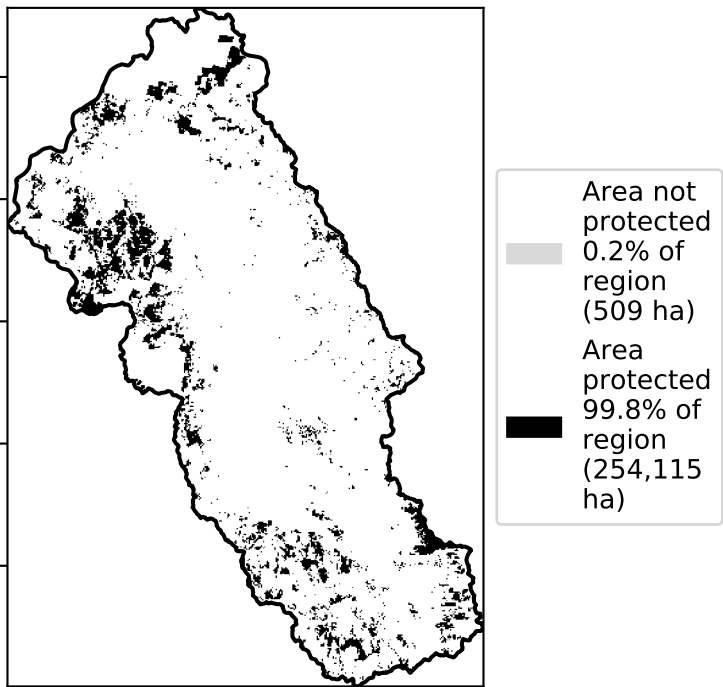 Area not
protected
0.2% of
region
(509 ha)
Area
protected
99.8% of
region
(254,115
ha)